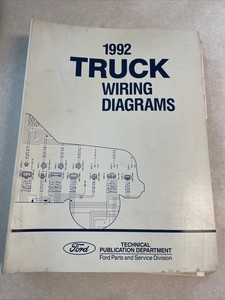 1992
TRUCK
WIRING
DIAGRAMS
Ford
TECHNICAL
PUBLICATION DEPARTMENT
Ford Parts and Service Division